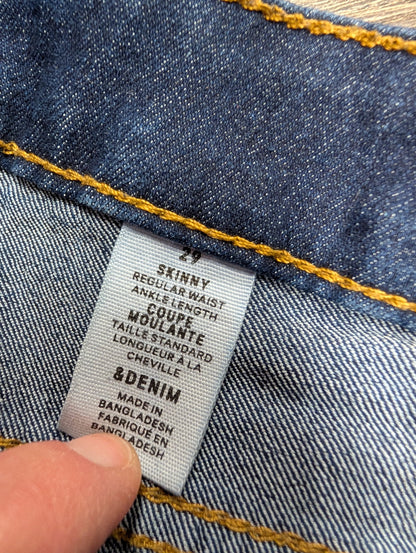 29
SKINNY
REGULAR WAIST
ANKLE LENGTH
COUPE
MOULANTE
TAILLE STANDARD
LONGUEUR À LA
CHEVILLE
&DENIM
MADE IN
BANGLADESH
FABRIQUÉ EN
BANGLADESH